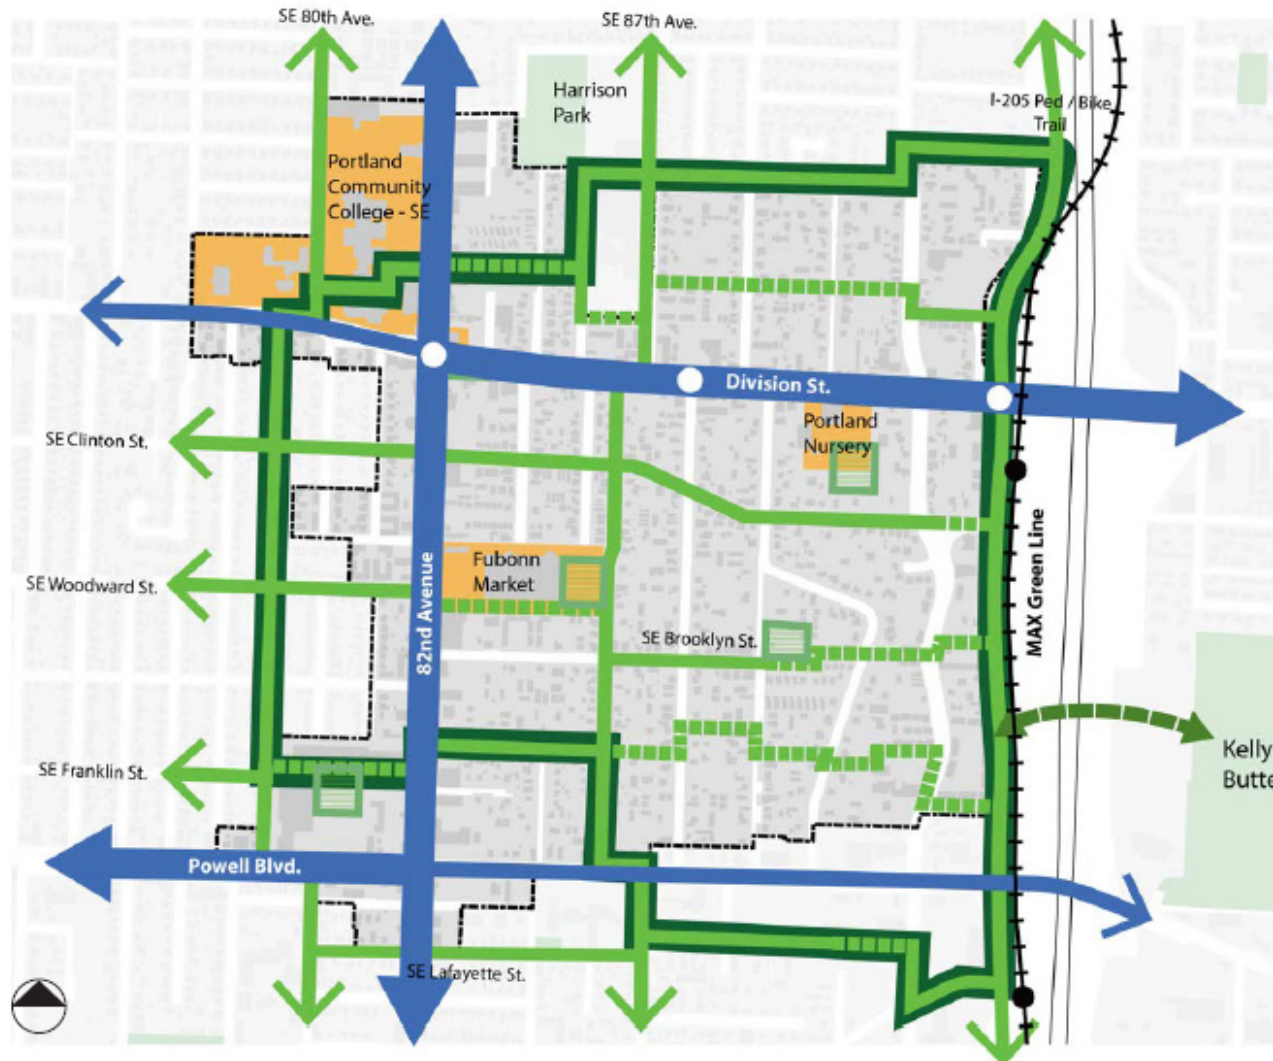 SE 80th Ave.
SE 87th Ave.
Harrison
Park
I-205 Ped / Bike
Trail
Portland
Community
College - SE
Division St.
Portland
Nursery
SE Clinton St.
Fubonn
Market
82nd Avenue
MAX Green Line
SE Woodward St.
SE Brooklyn St.
SE Franklin St.
Kelly
Butte
Powell Blvd.
SE Lafayette St.